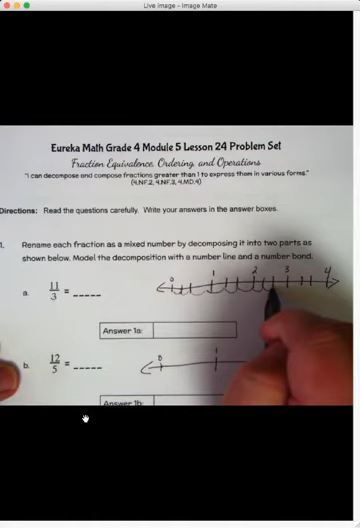 Live Image - Image Mate
Eureka Math Grade 4 Module 5 Lesson 24 Problem Set
Fraction Equivalence, Ordering, and Operations
"I can decompose and compose fractions greater than 1 to express them in various forms."
(4.NF.2, 4.NF.3, 4.MD.4)
Directions: Read the questions carefully. Write your answers in the answer boxes.
1. Rename each fraction as a mixed number by decomposing it into two parts as
shown below. Model the decomposition with a number line and a number bond.
0 1 2 3 4
a. 11/3 = _____
Answer 1a:
0 1
b. 12/5 = _____
Answer 1b: